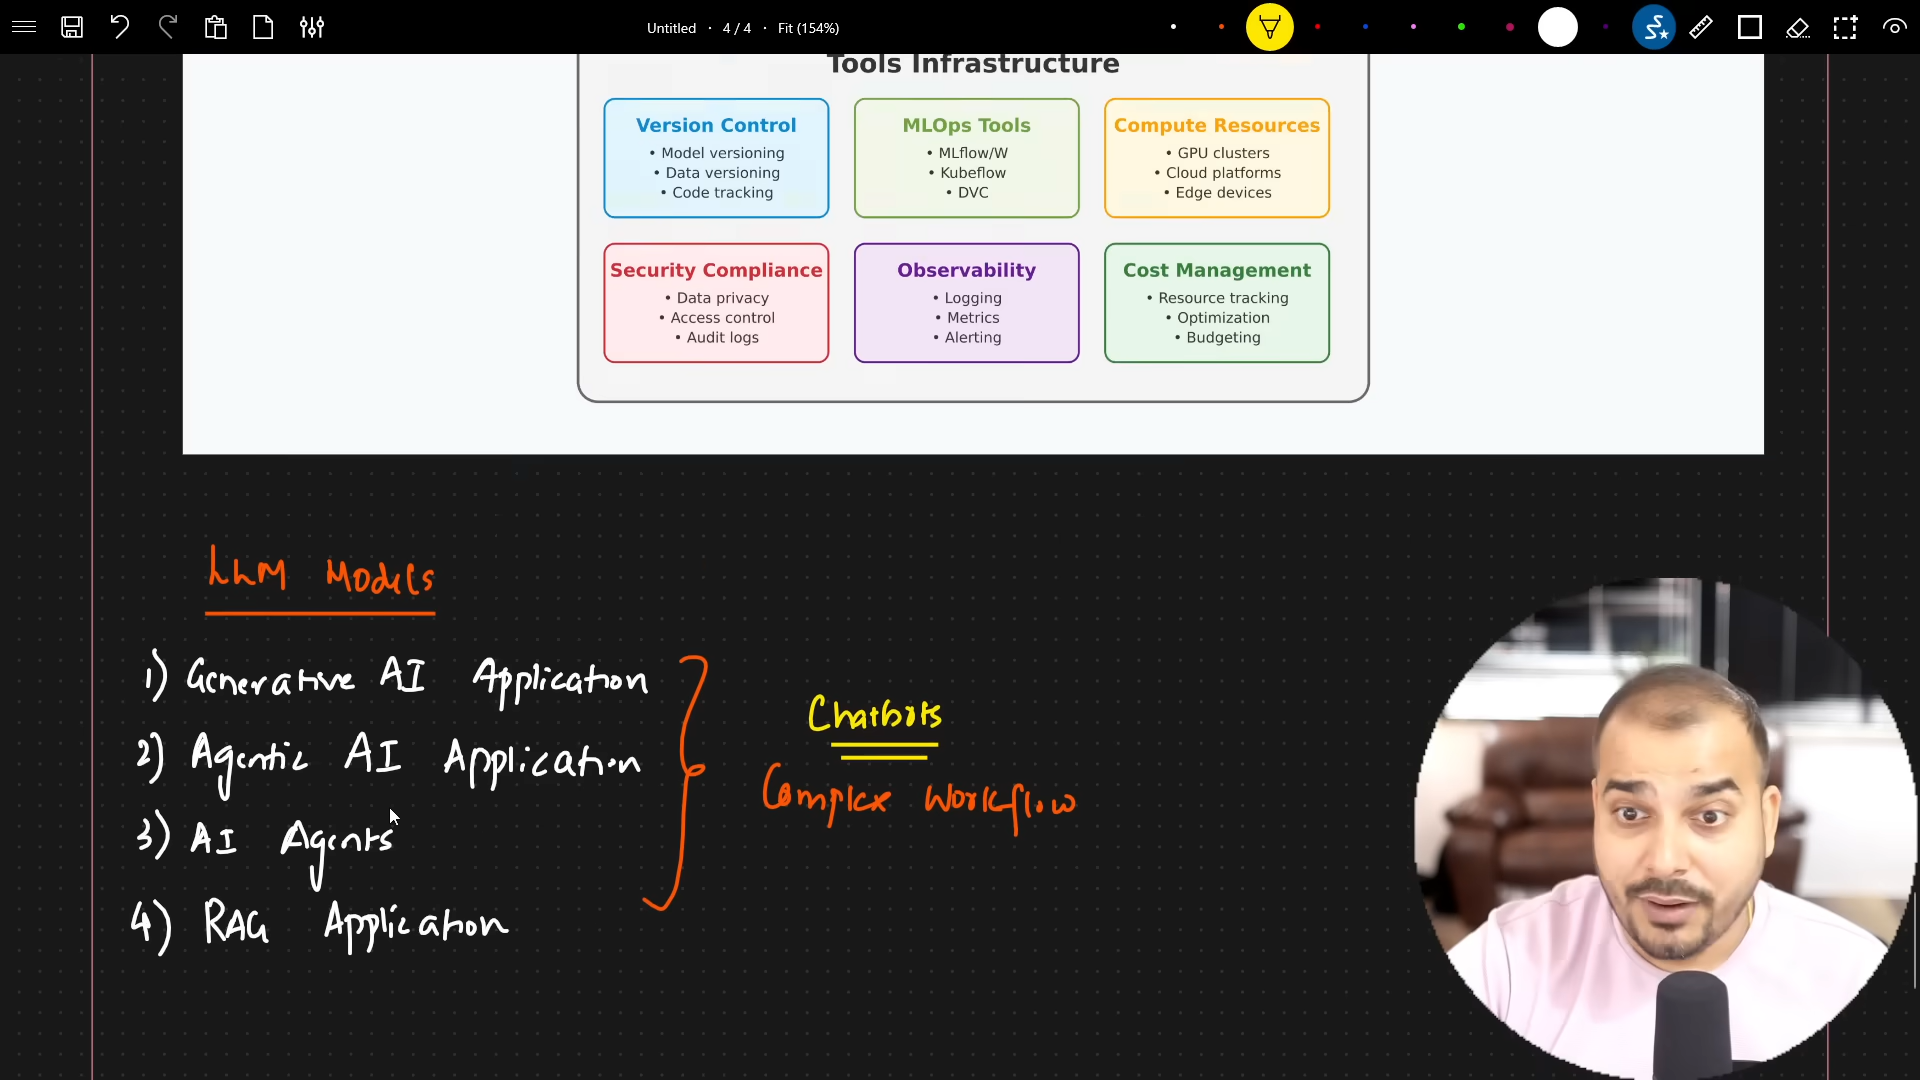 Untitled · 4 / 4 · Fit (154%)
Tools Infrastructure
Version Control
• Model versioning
• Data versioning
• Code tracking
MLOps Tools
• MLflow/W
• Kubeflow
• DVC
Compute Resources
• GPU clusters
• Cloud platforms
• Edge devices
Security Compliance
• Data privacy
• Access control
• Audit logs
Observability
• Logging
• Metrics
• Alerting
Cost Management
• Resource tracking
• Optimization
• Budgeting
LLM Models
1) Generative AI Application
2) Agentic AI Application
3) AI Agents
4) RAG Application
Chatbots
Complex Workflow